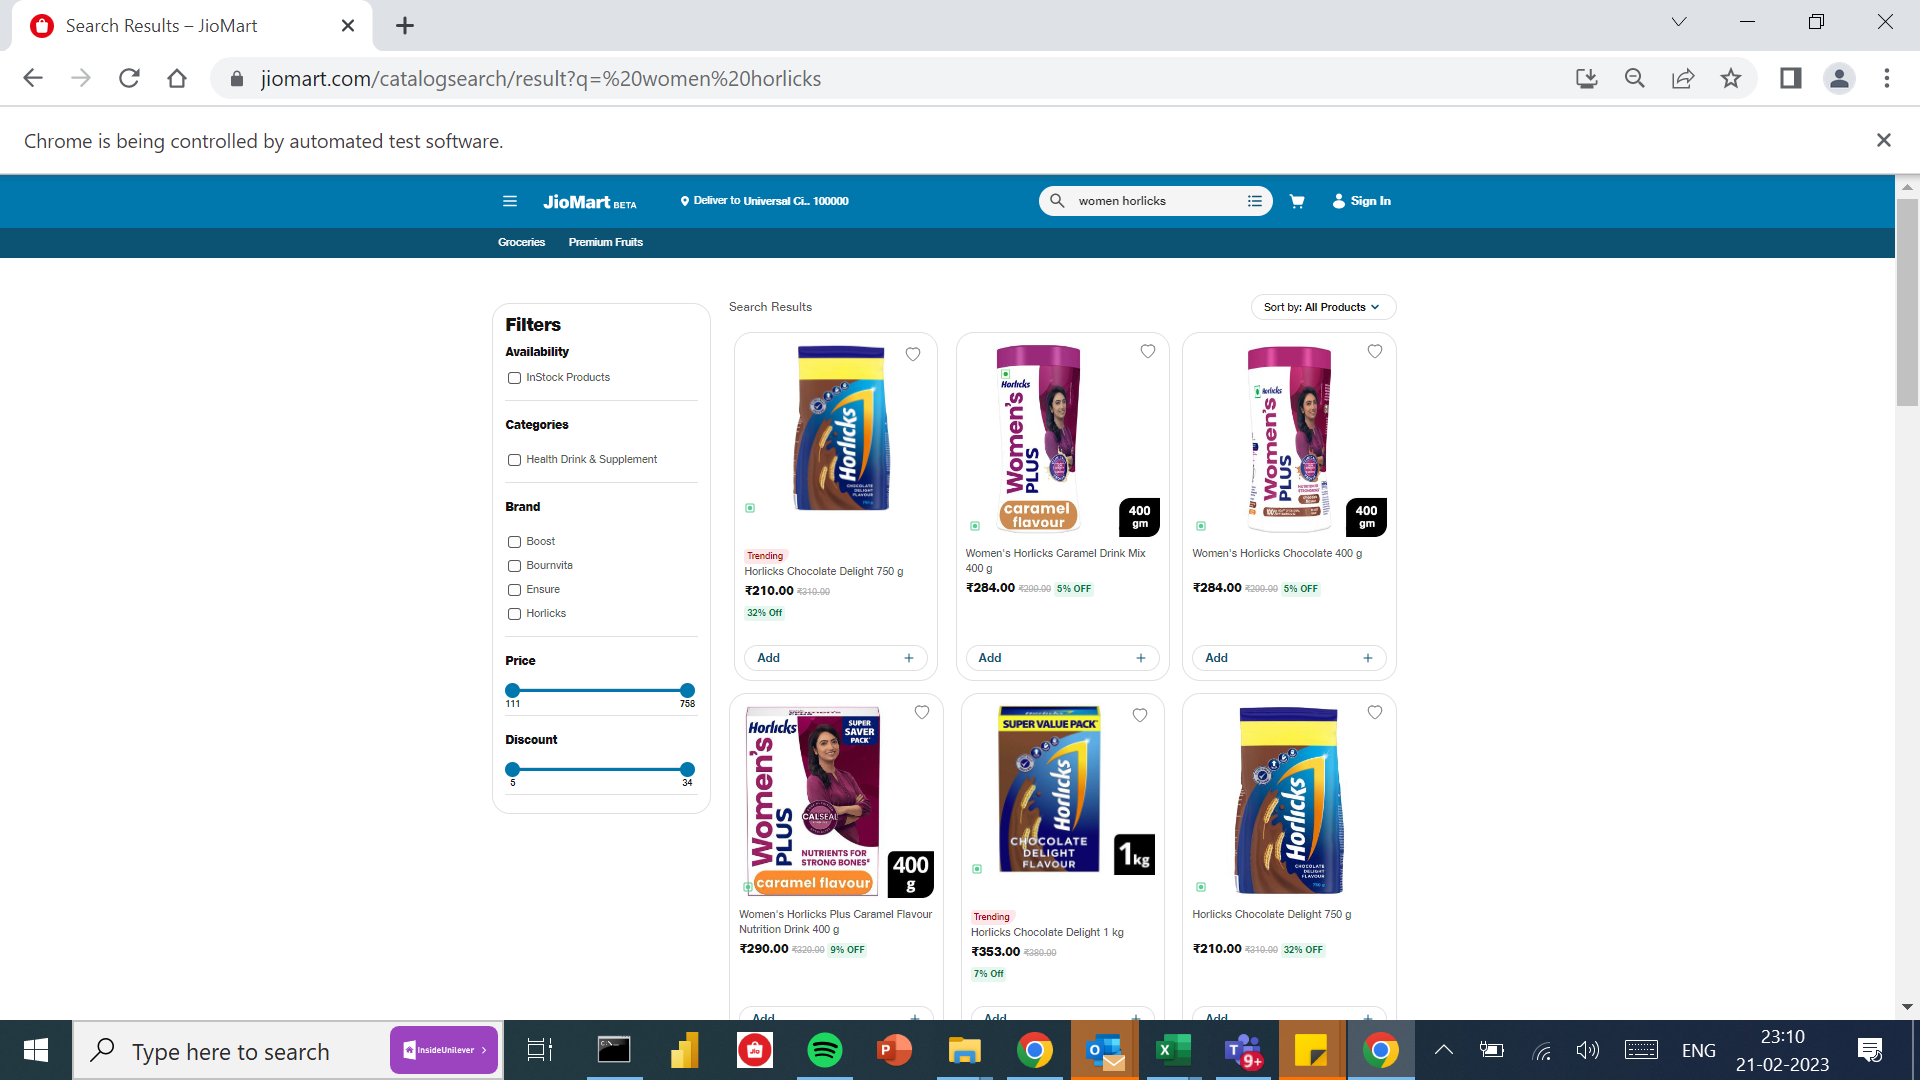 Search Results – JioMart
jiomart.com/catalogsearch/result?q=%20women%20horlicks
Chrome is being controlled by automated test software.
JioMart BETA
Deliver to Universal Ci... 100000
women horlicks
Sign In
Groceries
Premium Fruits
Filters
Availability
InStock Products
Categories
Health Drink & Supplement
Brand
Boost
Bournvita
Ensure
Horlicks
Price
111
758
Discount
5
34
Search Results
Sort by: All Products
Horlicks
CHOCOLATE
DELIGHT
FLAVOUR
Trending
Horlicks Chocolate Delight 750 g
₹210.00 ₹310.00
32% Off
Add +
Horlicks
Women's
PLUS
caramel
flavour
400
gm
Women's Horlicks Caramel Drink Mix
400 g
₹284.00 5% OFF
Add +
Horlicks
Women's
PLUS
400
gm
Women's Horlicks Chocolate 400 g
₹284.00 5% OFF
Add +
Horlicks
SUPER
SAVER
PACK
Women's
PLUS
CALSEAL
NUTRIENTS FOR
STRONG BONES
caramel flavour
400
g
Women's Horlicks Plus Caramel Flavour
Nutrition Drink 400 g
₹290.00 ₹320.00 9% OFF
Add +
SUPER VALUE PACK
Horlicks
CHOCOLATE
DELIGHT
FLAVOUR
1kg
Trending
Horlicks Chocolate Delight 1 kg
₹353.00 ₹380.00
7% Off
Add +
Horlicks
CHOCOLATE
DELIGHT
FLAVOUR
Horlicks Chocolate Delight 750 g
₹210.00 ₹310.00 32% OFF
Add +
Type here to search
InsideUnilever
Jio
9+
ENG
23:10
21-02-2023